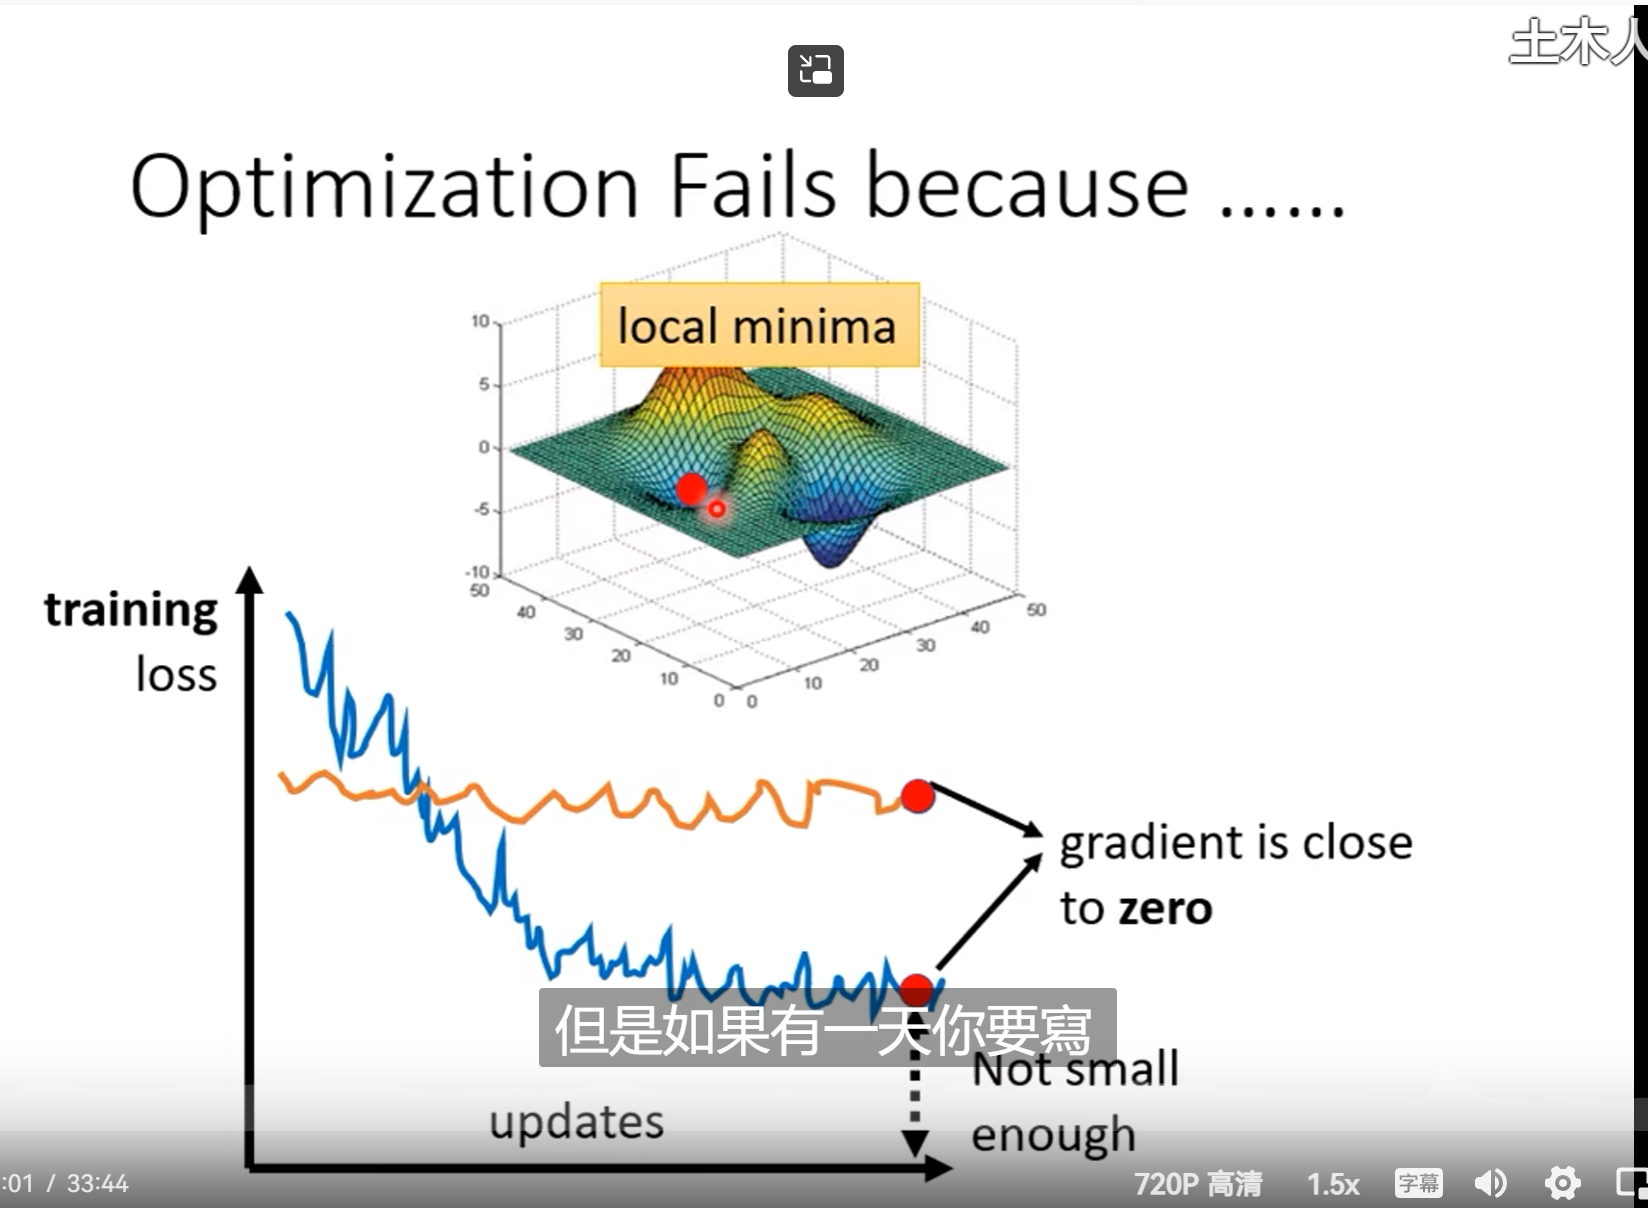 土木人
Optimization Fails because ......
local minima
10
5
0
-5
-10
50
40
30
20
10
0
0
10
20
30
40
50
training
loss
gradient is close
to zero
但是如果有一天你要寫
Not small
enough
updates
:01 / 33:44
720P 高清
1.5x
字幕